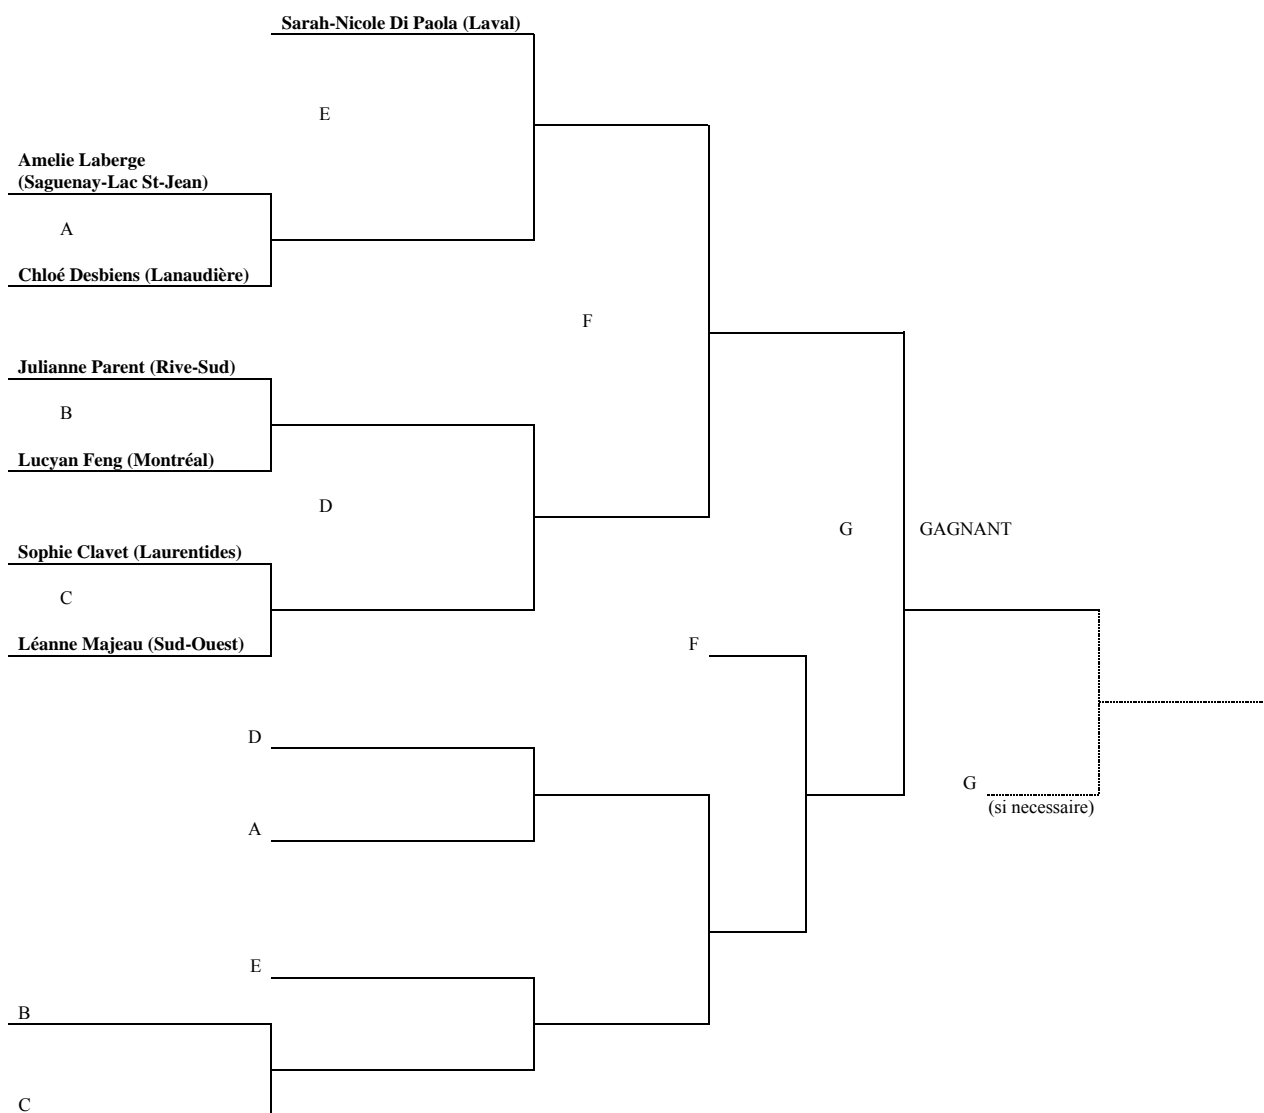 Sarah-Nicole Di Paola (Laval)
E
Amelie Laberge
(Saguenay-Lac St-Jean)
A
Chloé Desbiens (Lanaudière)
F
Julianne Parent (Rive-Sud)
B
Lucyan Feng (Montréal)
D
G
GAGNANT
Sophie Clavet (Laurentides)
C
Léanne Majeau (Sud-Ouest)
F
D
G
(si necessaire)
A
E
B
C